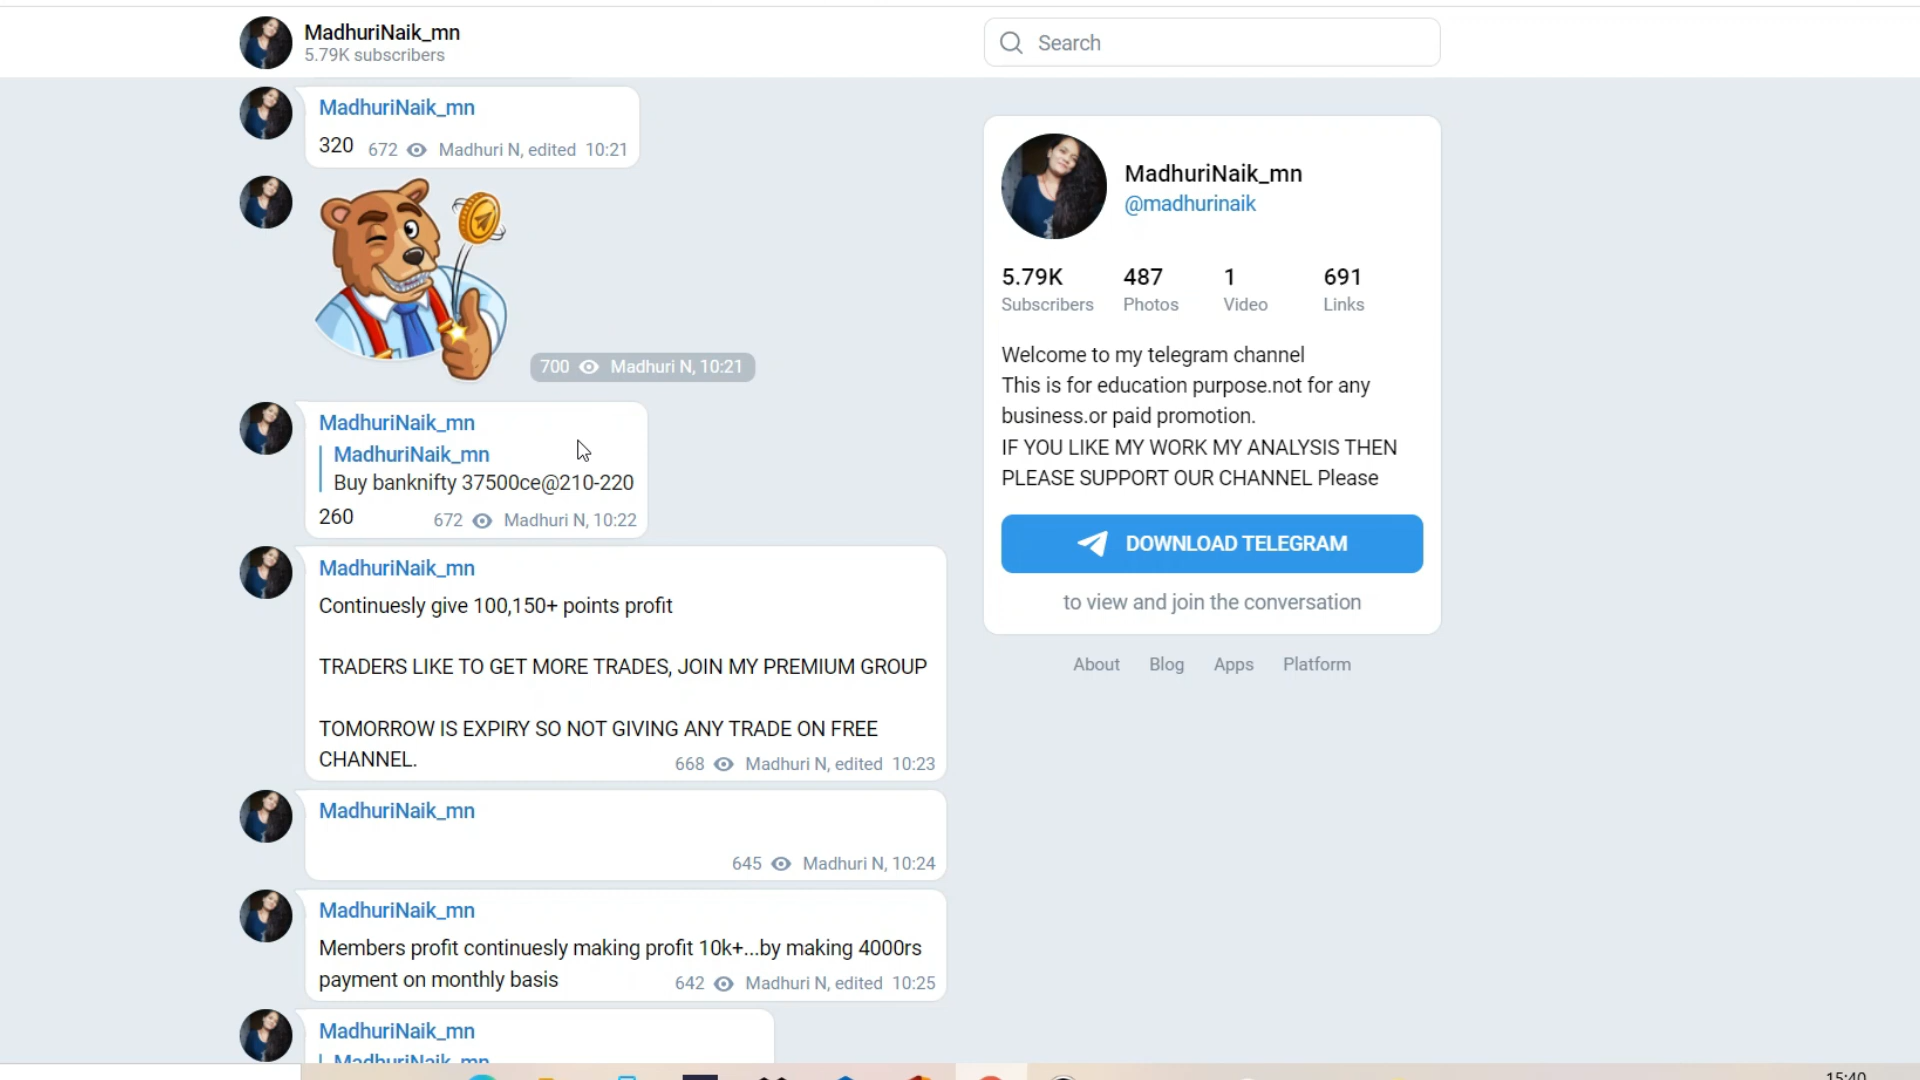 MadhuriNaik_mn
5.79K subscribers
Search
MadhuriNaik_mn
320 672 Madhuri N, edited 10:21
700 Madhuri N, 10:21
MadhuriNaik_mn
MadhuriNaik_mn
Buy banknifty 37500ce@210-220
260 672 Madhuri N, 10:22
MadhuriNaik_mn
Continuesly give 100,150+ points profit
TRADERS LIKE TO GET MORE TRADES, JOIN MY PREMIUM GROUP
TOMORROW IS EXPIRY SO NOT GIVING ANY TRADE ON FREE
CHANNEL. 668 Madhuri N, edited 10:23
MadhuriNaik_mn
645 Madhuri N, 10:24
MadhuriNaik_mn
Members profit continuesly making profit 10k+...by making 4000rs
payment on monthly basis 642 Madhuri N, edited 10:25
MadhuriNaik_mn
MadhuriNaik_mn
MadhuriNaik_mn
@madhurinaik
5.79K 487 1 691
Subscribers Photos Video Links
Welcome to my telegram channel
This is for education purpose.not for any
business.or paid promotion.
IF YOU LIKE MY WORK MY ANALYSIS THEN
PLEASE SUPPORT OUR CHANNEL Please
DOWNLOAD TELEGRAM
to view and join the conversation
About Blog Apps Platform
15:40